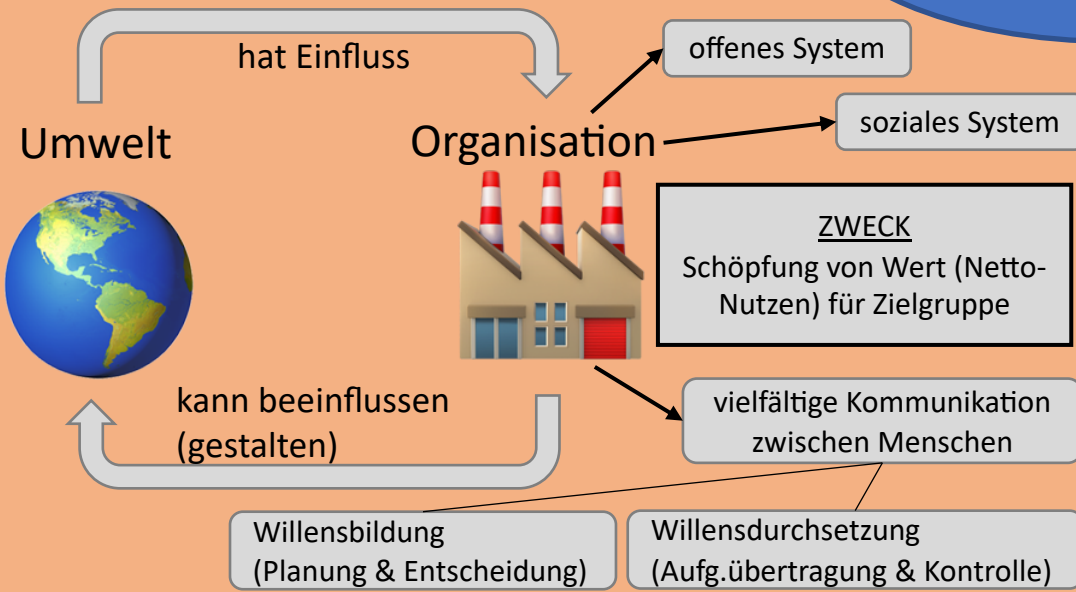 hat Einfluss
offenes System
soziales System
Umwelt
Organisation
ZWECK
Schöpfung von Wert (Netto-
Nutzen) für Zielgruppe
kann beeinflussen
(gestalten)
vielfältige Kommunikation
zwischen Menschen
Willensbildung
(Planung & Entscheidung)
Willensdurchsetzung
(Aufg.übertragung & Kontrolle)